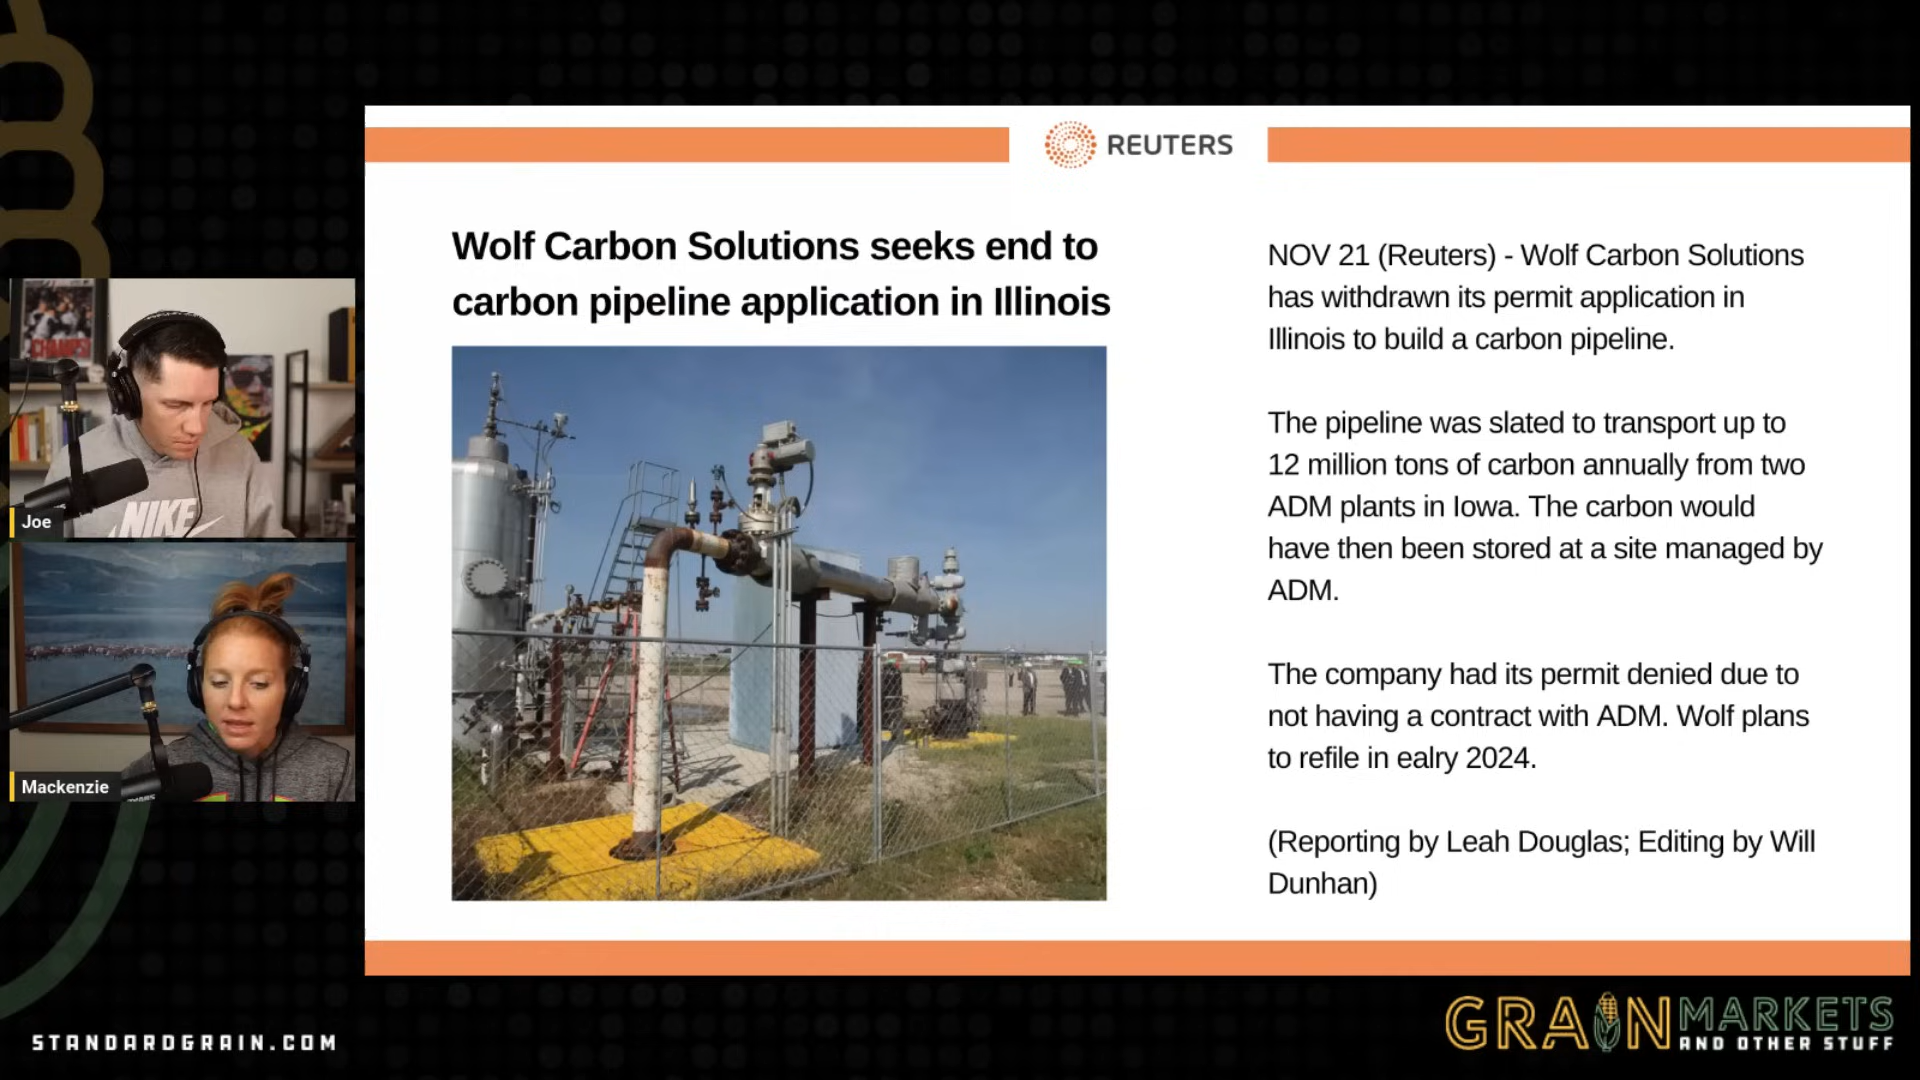 REUTERS
Wolf Carbon Solutions seeks end to
carbon pipeline application in Illinois
NOV 21 (Reuters) - Wolf Carbon Solutions
has withdrawn its permit application in
Illinois to build a carbon pipeline.
The pipeline was slated to transport up to
12 million tons of carbon annually from two
ADM plants in Iowa. The carbon would
have then been stored at a site managed by
ADM.
The company had its permit denied due to
not having a contract with ADM. Wolf plans
to refile in ealry 2024.
(Reporting by Leah Douglas; Editing by Will
Dunhan)
CHAMPS!
NIKE
Joe
Mackenzie
STANDARDGRAIN.COM
GRAIN MARKETS
AND OTHER STUFF